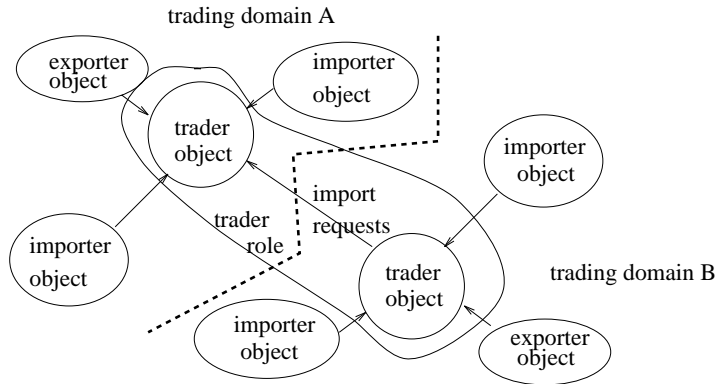 trading domain A
exporter
object
importer
object
trader
object
importer
object
import
requests
trader
role
importer
object
trader
object
trading domain B
importer
object
exporter
object